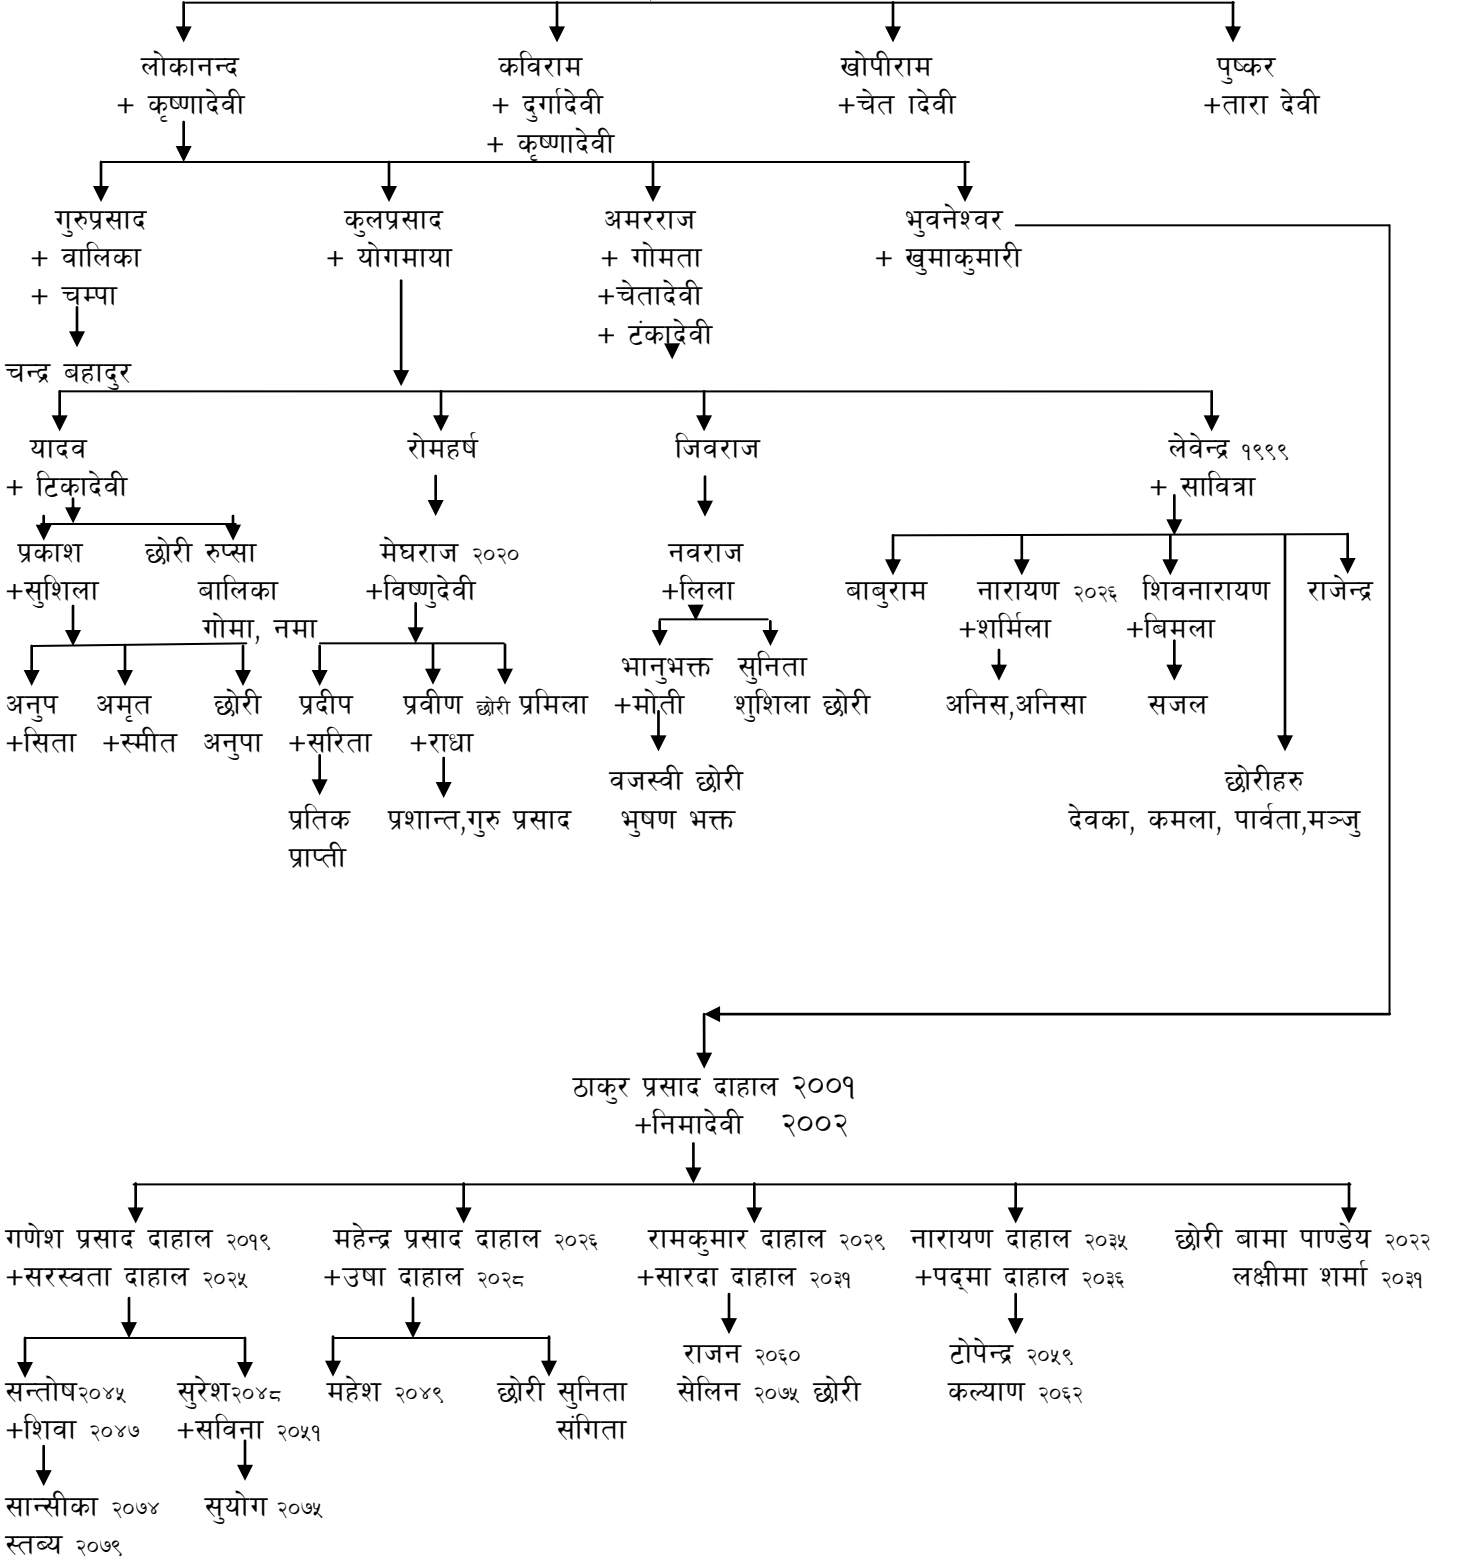 लोकानन्द कविराम खोपीराम पुष्कर
+ कृष्णादेवी + दुर्गादेवी +चेत ादेवी +तारा देवी
+ कृष्णादेवी
गुरुप्रसाद कुलप्रसाद अमरराज भुवनेश्वर
+ वालिका + योगमाया + गोमता + खुमाकुमारी
+ चम्पा +चेतादेवी
+ टंकादेवी
चन्द्र बहादुर
यादव रोमहर्ष जिवराज लेवेन्द्र १९९९
+ टिकादेवी + सावित्रा
प्रकाश छोरी रुप्सा मेघराज २०२० नवराज
+सुशिला बालिका +विष्णुदेवी +लिला बाबुराम नारायण २०२६ शिवनारायण राजेन्द्र
गोमा, नमा +शर्मिला +बिमला
भानुभक्त सुनिता
अनुप अमृत छोरी प्रदीप प्रवीण छोरी प्रमिला +मोती शुशिला छोरी अनिस,अनिसा सजल
+सिता +स्मीत अनुपा +सरिता +राधा
वजस्वी छोरी छोरीहरु
प्रतिक प्रशान्त,गुरु प्रसाद भुषण भक्त देवका, कमला, पार्वता,मञ्जु
प्राप्ती
ठाकुर प्रसाद दाहाल २००१
+निमादेवी २००२
गणेश प्रसाद दाहाल २०१९ महेन्द्र प्रसाद दाहाल २०२६ रामकुमार दाहाल २०२९ नारायण दाहाल २०३५ छोरी बामा पाण्डेय २०२२
+सरस्वता दाहाल २०२५ +उषा दाहाल २०२८ +सारदा दाहाल २०३१ +पद्मा दाहाल २०३६ लक्षीमा शर्मा २०३१
राजन २०६० टोपेन्द्र २०५९
सन्तोष२०४५ सुरेश२०४८ महेश २०४९ छोरी सुनिता सेलिन २०७५ छोरी कल्याण २०६२
+शिवा २०४७ +सविना २०५१ संगिता
सान्सीका २०७४ सुयोग २०७५
स्तब्य २०७९